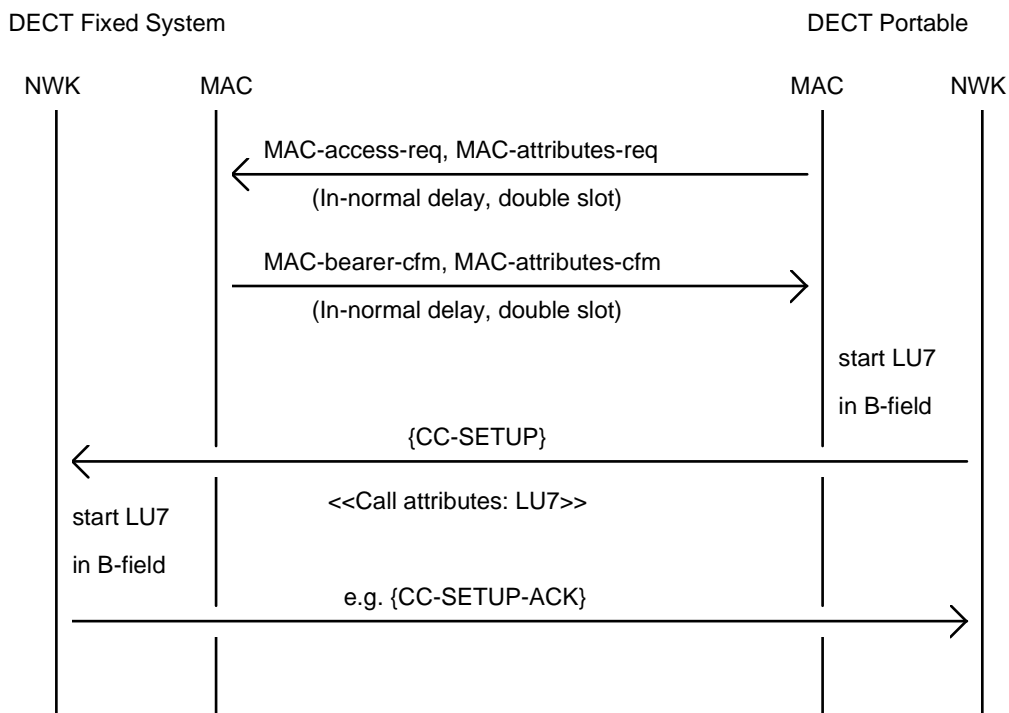 DECT Fixed System DECT Portable
NWK MAC MAC NWK
MAC-access-req, MAC-attributes-req
(In-normal delay, double slot)
MAC-bearer-cfm, MAC-attributes-cfm
(In-normal delay, double slot)
start LU7
in B-field
{CC-SETUP}
<<Call attributes: LU7>>
start LU7
in B-field
e.g. {CC-SETUP-ACK}